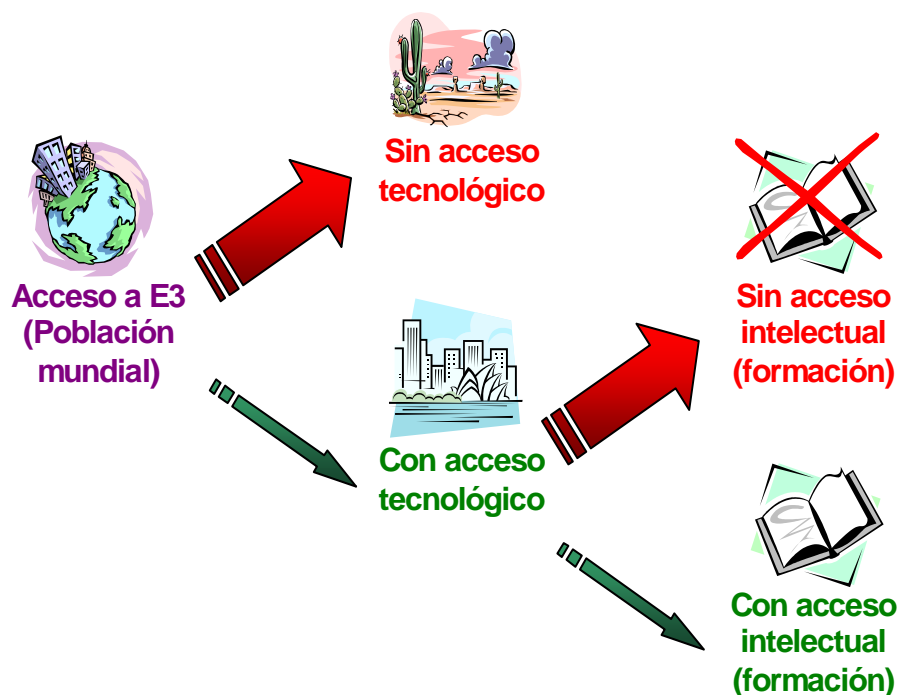 Sin acceso
tecnológico
Acceso a E3
(Población
mundial)
Sin acceso
intelectual
(formación)
Con acceso
tecnológico
Con acceso
intelectual
(formación)